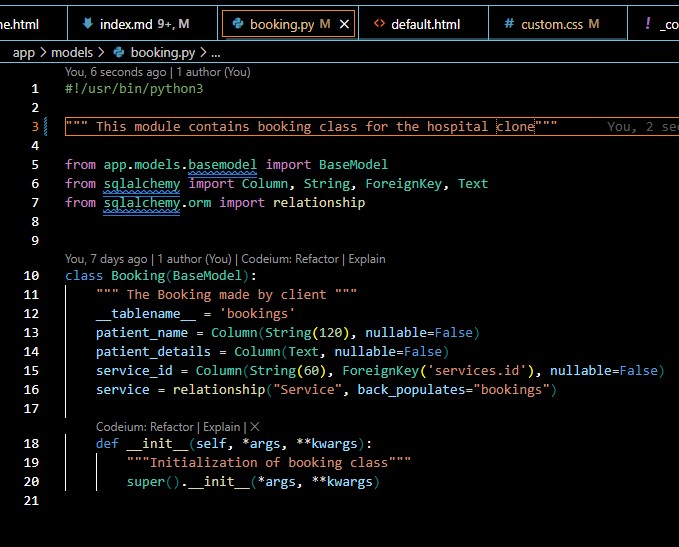 ne.html index.md 9+, M booking.py M default.html # custom.css M ! _co
app > models > booking.py > ...
You, 6 seconds ago | 1 author (You)
1 #!/usr/bin/python3
2
3 """ This module contains booking class for the hospital clone""" You, 2 sec
4
5 from app.models.basemodel import BaseModel
6 from sqlalchemy import Column, String, ForeignKey, Text
7 from sqlalchemy.orm import relationship
8
9
You, 7 days ago | 1 author (You) | Codeium: Refactor | Explain
10 class Booking(BaseModel):
11 """ The Booking made by client """
12 __tablename__ = 'bookings'
13 patient_name = Column(String(120), nullable=False)
14 patient_details = Column(Text, nullable=False)
15 service_id = Column(String(60), ForeignKey('services.id'), nullable=False)
16 service = relationship("Service", back_populates="bookings")
17
Codeium: Refactor | Explain | X
18 def __init__(self, *args, **kwargs):
19 """Initialization of booking class"""
20 super().__init__(*args, **kwargs)
21